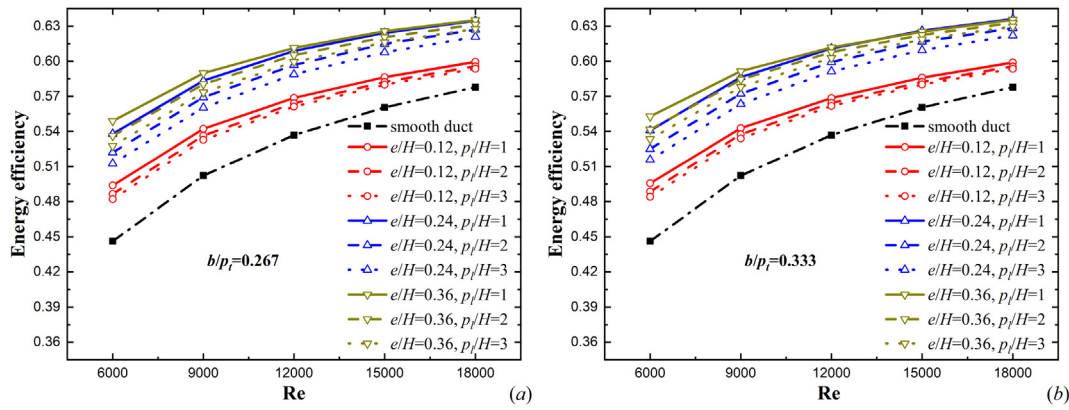 Energy efficiency
0.63
0.60
0.57
0.54
0.51
0.48
0.45
0.42
0.39
0.36
6000 9000 12000 15000 18000
Re
b/pt=0.267
smooth duct
e/H=0.12, pl/H=1
e/H=0.12, pl/H=2
e/H=0.12, pl/H=3
e/H=0.24, pl/H=1
e/H=0.24, pl/H=2
e/H=0.24, pl/H=3
e/H=0.36, pl/H=1
e/H=0.36, pl/H=2
e/H=0.36, pl/H=3
(a)
Energy efficiency
0.63
0.60
0.57
0.54
0.51
0.48
0.45
0.42
0.39
0.36
6000 9000 12000 15000 18000
Re
b/pt=0.333
smooth duct
e/H=0.12, pl/H=1
e/H=0.12, pl/H=2
e/H=0.12, pl/H=3
e/H=0.24, pl/H=1
e/H=0.24, pl/H=2
e/H=0.24, pl/H=3
e/H=0.36, pl/H=1
e/H=0.36, pl/H=2
e/H=0.36, pl/H=3
(b)